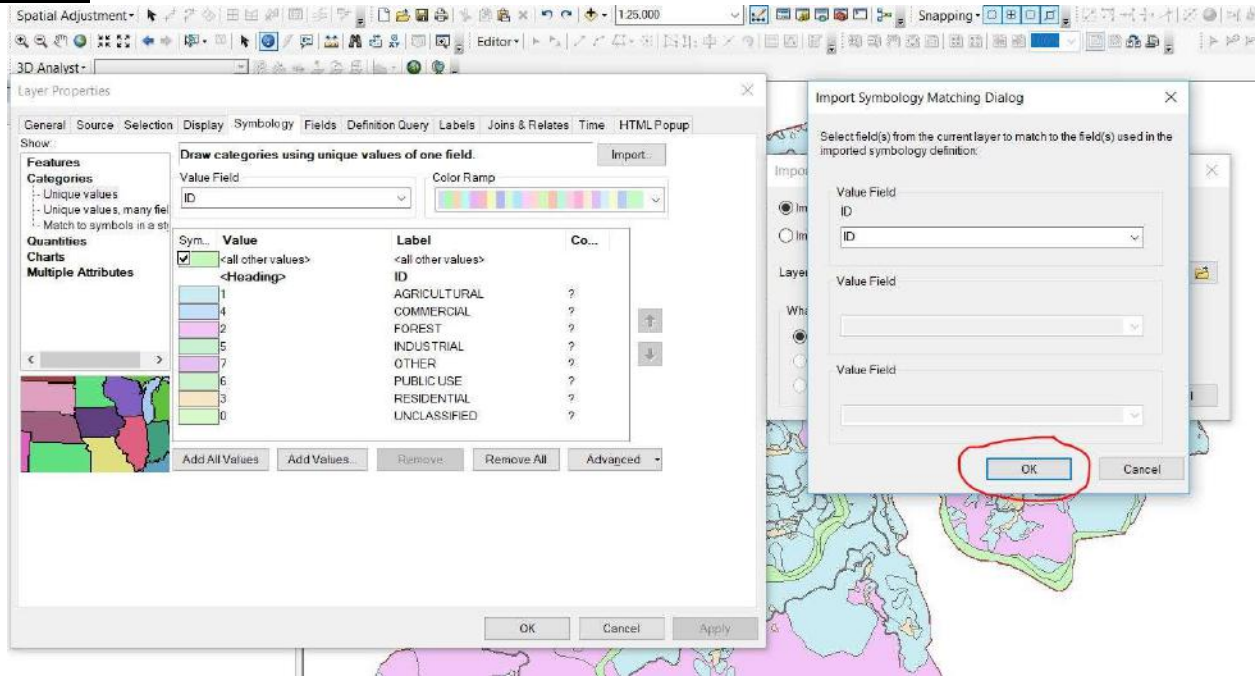 Spatial Adjustment
1:25.000
Snapping
Editor
3D Analyst
Layer Properties
General Source Selection Display Symbology Fields Definition Query Labels Joins & Relates Time HTML Popup
Show:
Features
Categories
Unique values
Unique values, many fiel
Match to symbols in a st
Quantities
Charts
Multiple Attributes
Draw categories using unique values of one field.
Import...
Value Field
Color Ramp
ID
Sym... Value Label Co...
<all other values> <all other values>
<Heading> ID
1 AGRICULTURAL ?
4 COMMERCIAL ?
2 FOREST ?
5 INDUSTRIAL ?
7 OTHER ?
6 PUBLIC USE ?
3 RESIDENTIAL ?
0 UNCLASSIFIED ?
Add All Values Add Values... Remove Remove All Advanced
OK Cancel Apply
Impo
Im
Im
Layer
Wha
Import Symbology Matching Dialog
Select field(s) from the current layer to match to the field(s) used in the
imported symbology definition:
Value Field
ID
ID
Value Field
Value Field
OK Cancel